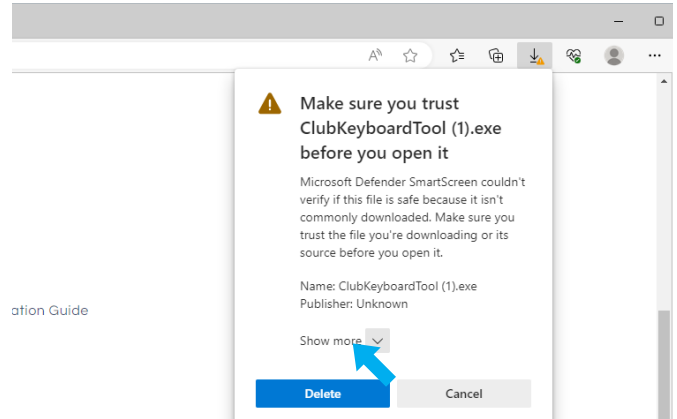 Make sure you trust
ClubKeyboardTool (1).exe
before you open it
Microsoft Defender SmartScreen couldn't
verify if this file is safe because it isn't
commonly downloaded. Make sure you
trust the file you're downloading or its
source before you open it.
Name: ClubKeyboardTool (1).exe
Publisher: Unknown
ation Guide
Show more
Delete Cancel